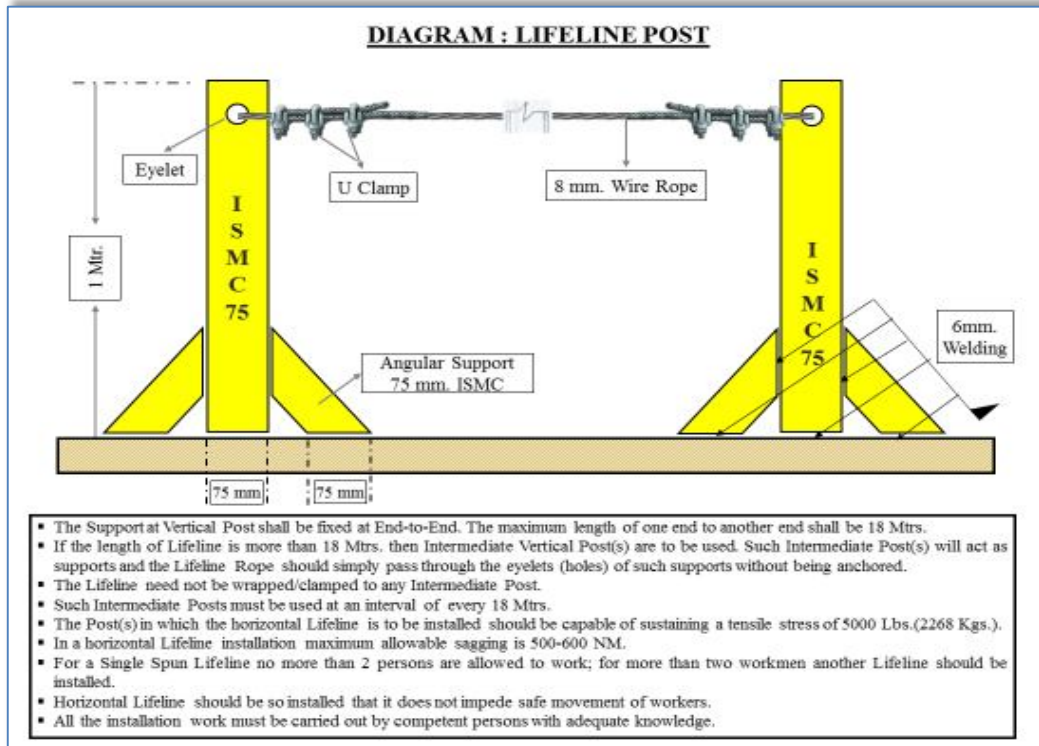 DIAGRAM : LIFELINE POST
Eyelet
U Clamp
8 mm. Wire Rope
1 Mtr.
I
S
M
C
75
I
S
M
C
75
6mm.
Welding
Angular Support
75 mm. ISMC
75 mm
75 mm
▪ The Support at Vertical Post shall be fixed at End-to-End. The maximum length of one end to another end shall be 18 Mtrs.
▪ If the length of Lifeline is more than 18 Mtrs. then Intermediate Vertical Post(s) are to be used. Such Intermediate Post(s) will act as
supports and the Lifeline Rope should simply pass through the eyelets (holes) of such supports without being anchored.
▪ The Lifeline need not be wrapped/clamped to any Intermediate Post.
▪ Such Intermediate Posts must be used at an interval of every 18 Mtrs.
▪ The Post(s) in which the horizontal Lifeline is to be installed should be capable of sustaining a tensile stress of 5000 Lbs.(2268 Kgs.).
▪ In a horizontal Lifeline installation maximum allowable sagging is 500-600 NM.
▪ For a Single Spun Lifeline no more than 2 persons are allowed to work; for more than two workmen another Lifeline should be
installed.
▪ Horizontal Lifeline should be so installed that it does not impede safe movement of workers.
▪ All the installation work must be carried out by competent persons with adequate knowledge.